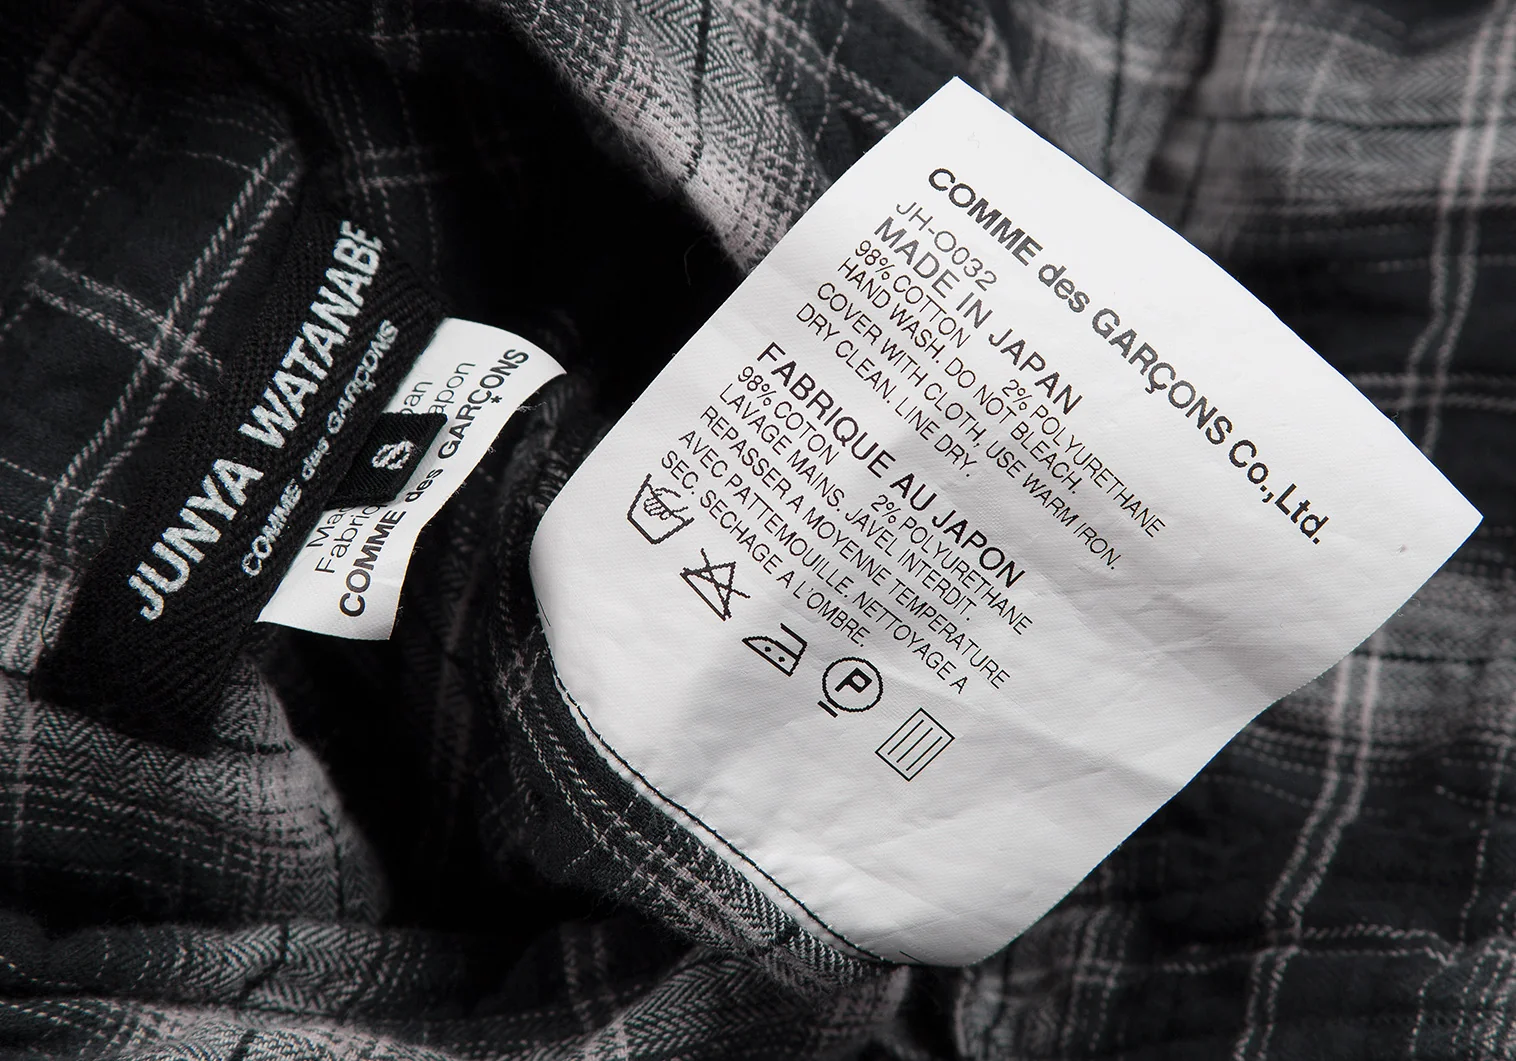 JUNYA WATANABE
COMME des GARÇONS
S
pan
apon
Fabric
COMME des GARÇONS
COMME des GARÇONS Co., Ltd.
JH-O032
MADE IN JAPAN
98% COTTON 2% POLYURETHANE
HAND WASH. DO NOT BLEACH.
COVER WITH CLOTH, USE WARM IRON.
DRY CLEAN. LINE DRY.
FABRIQUE AU JAPON
98% COTON 2% POLYURETHANE
LAVAGE MAINS. JAVEL INTERDIT.
REPASSER A MOYENNE TEMPERATURE
AVEC PATTEMOUILLE. NETTOYAGE A
SEC. SECHAGE A L'OMBRE.
P